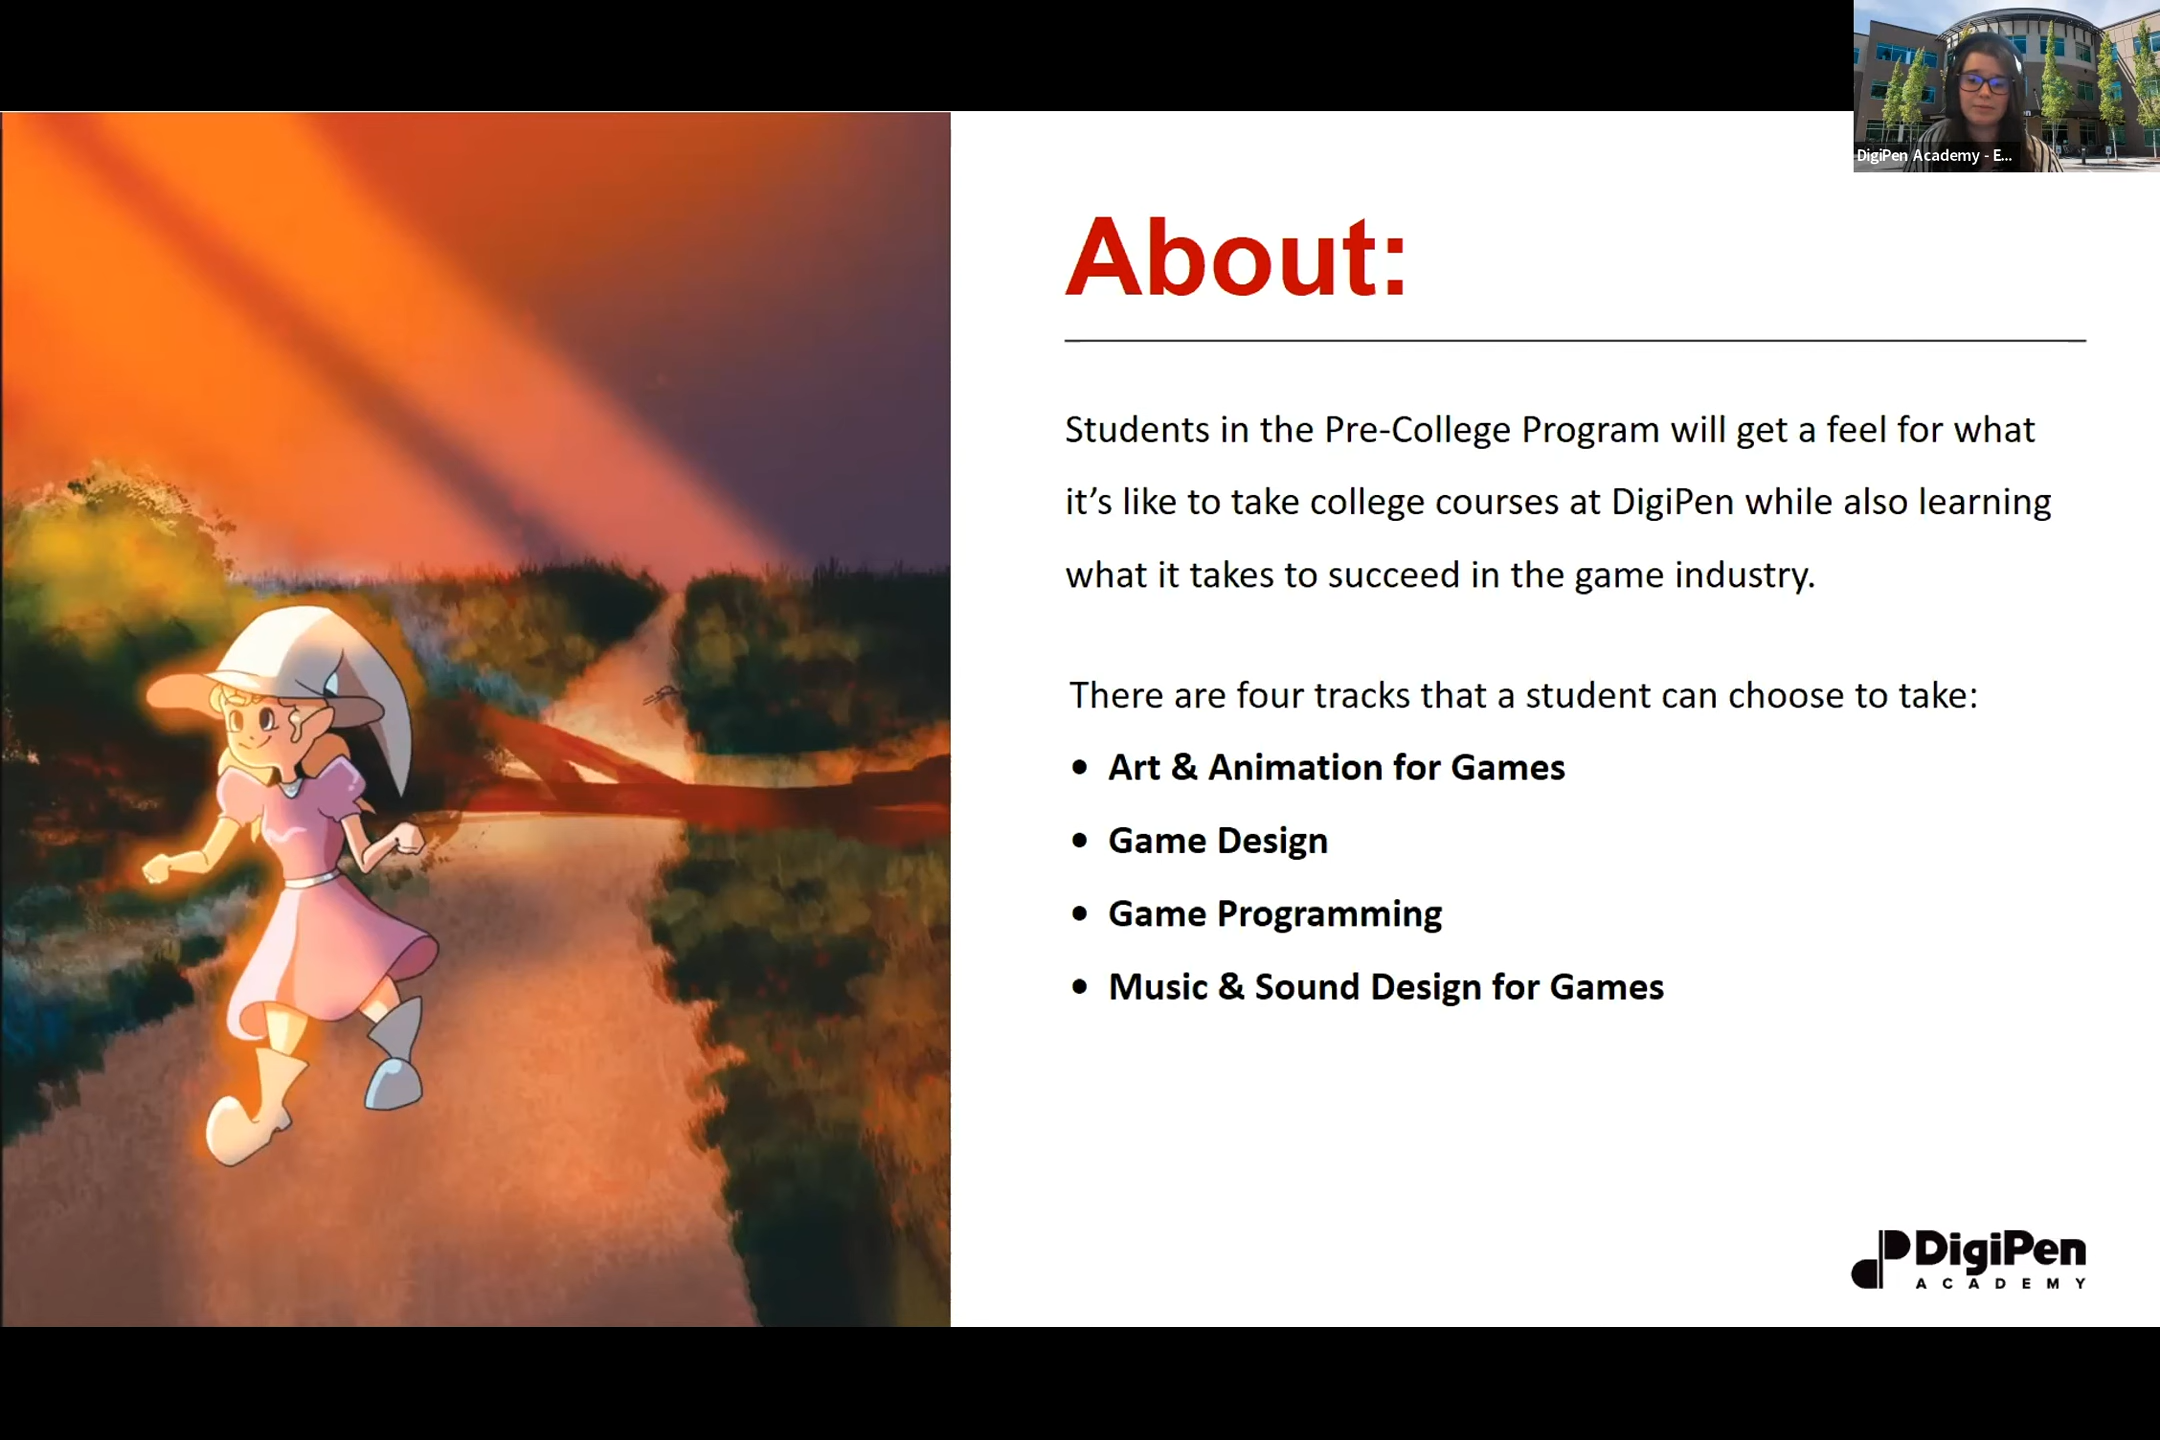 DigiPen Academy - E...
About:
Students in the Pre-College Program will get a feel for what
it’s like to take college courses at DigiPen while also learning
what it takes to succeed in the game industry.
There are four tracks that a student can choose to take:
• Art & Animation for Games
• Game Design
• Game Programming
• Music & Sound Design for Games
DigiPen
ACADEMY